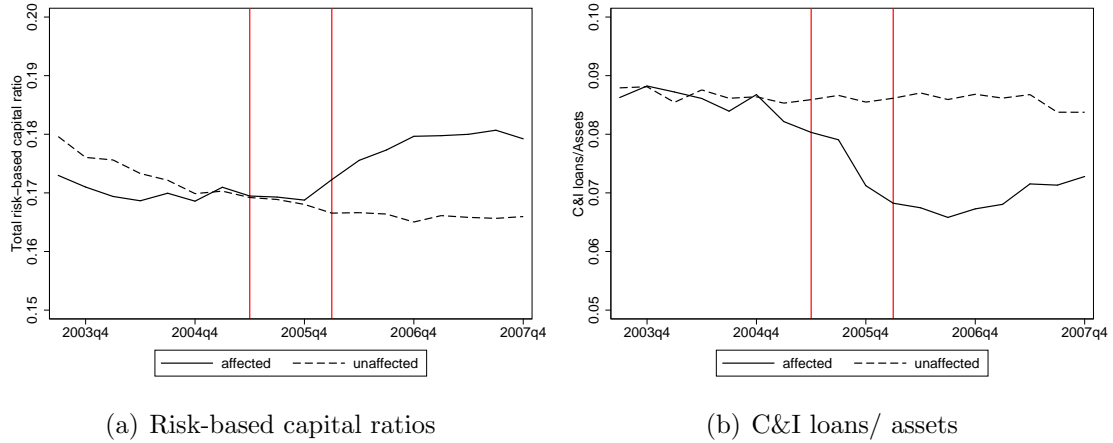 Total risk−based capital ratio
0.20
0.19
0.18
0.17
0.16
0.15
2003q4 2004q4 2005q4 2006q4 2007q4
affected unaffected
(a) Risk-based capital ratios
C&I loans/Assets
0.10
0.09
0.08
0.07
0.06
0.05
2003q4 2004q4 2005q4 2006q4 2007q4
affected unaffected
(b) C&I loans/ assets